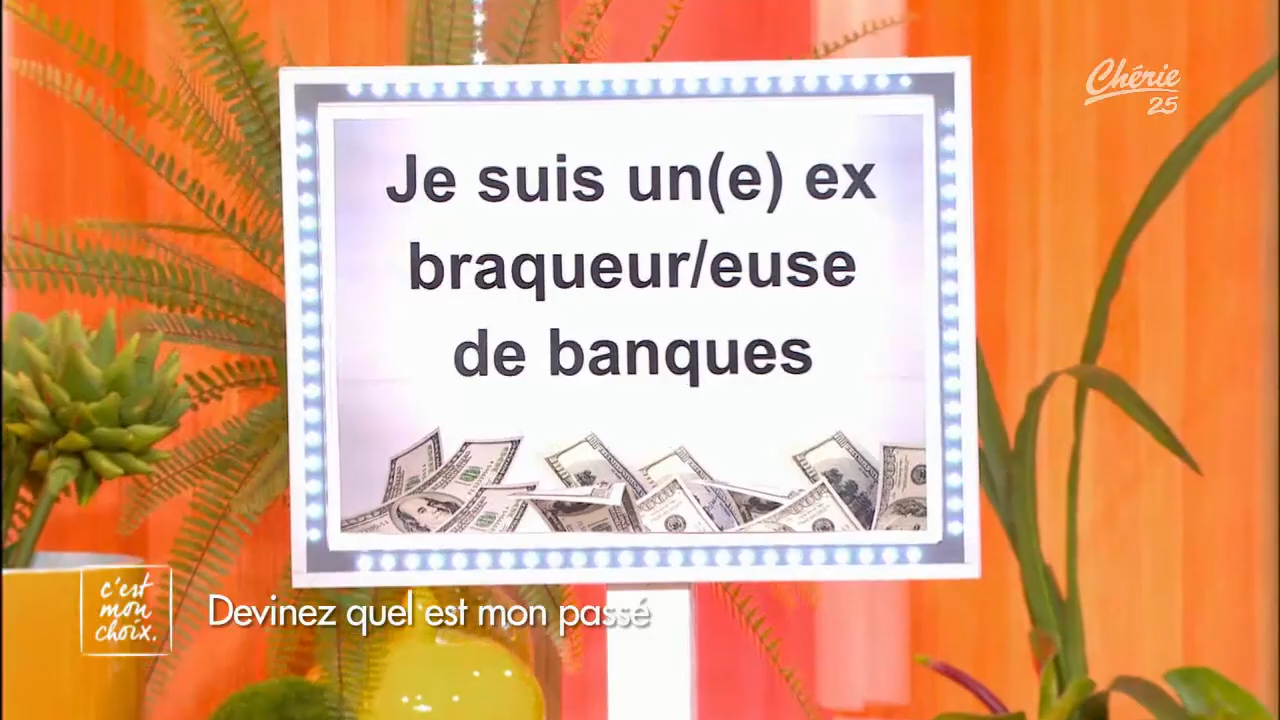 Chérie
25
Je suis un(e) ex
braqueur/euse
de banques
c'est
mon
choix.
Devinez quel est mon passé